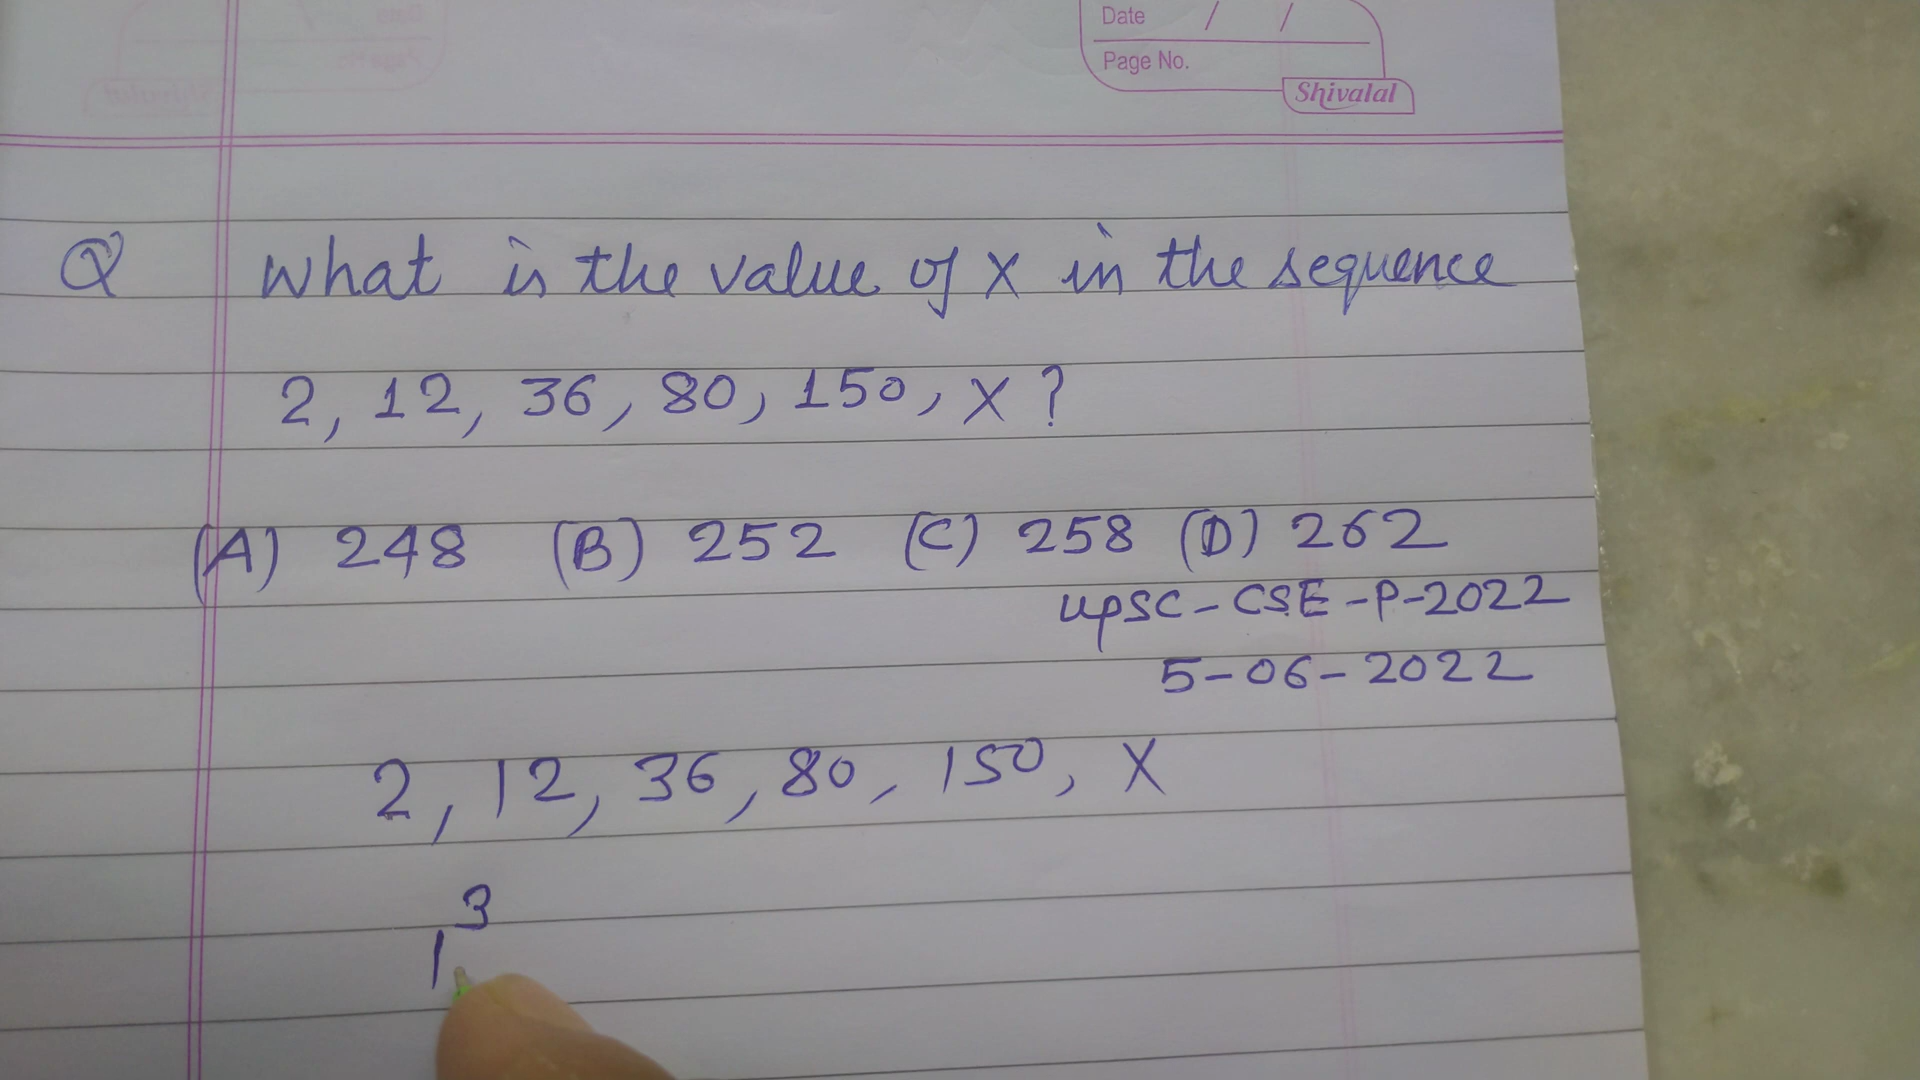 Date / /
Page No.
Shivalal
Q What is the value of x in the sequence
2, 12, 36, 80, 150, x ?
(A) 248 (B) 252 (C) 258 (D) 262
UPSC-CSE-P-2022
5-06-2022
2, 12, 36, 80, 150, X
1³